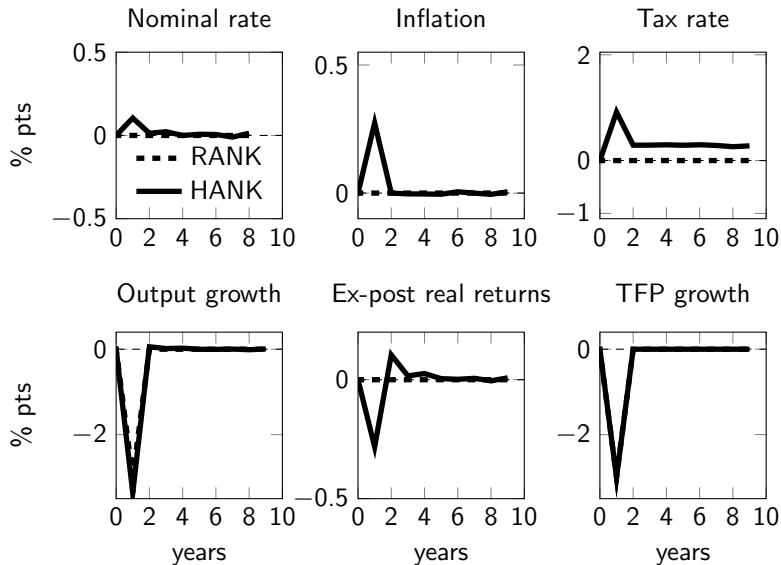 Nominal rate
Inflation
Tax rate
% pts
0.5
0
−0.5
RANK
HANK
0 2 4 6 8 10
0.5
0
0 2 4 6 8 10
2
0
−1
0 2 4 6 8 10
Output growth
Ex-post real returns
TFP growth
% pts
0
−2
0 2 4 6 8 10
years
0
−0.5
0 2 4 6 8 10
years
0
−2
0 2 4 6 8 10
years